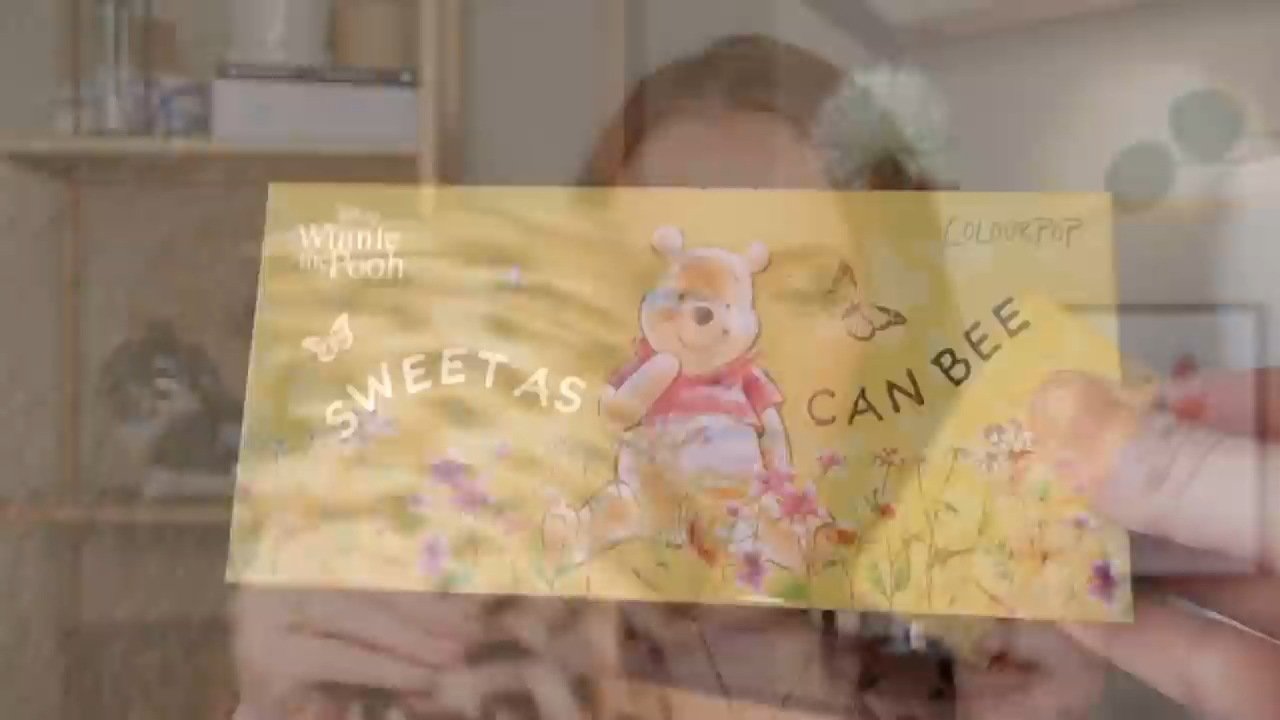 Disney
Winnie
the Pooh
COLOURPOP
SWEET AS
CAN BEE